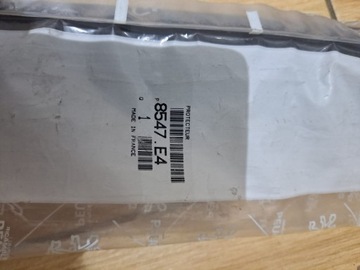 PROTECTEUR
P 8547.E4
Q 1
MADE IN FRANCE